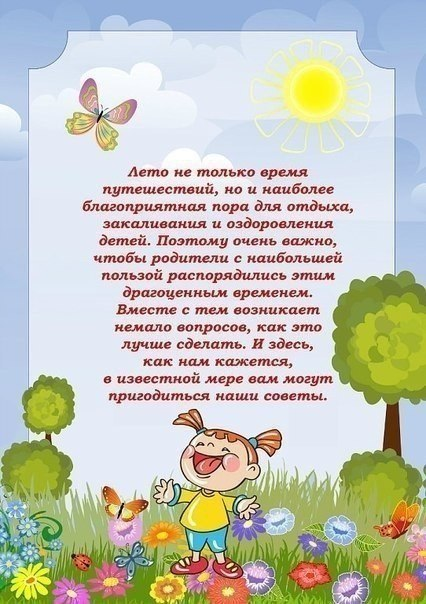 Лето не только время
путешествий, но и наиболее
благоприятная пора для отдыха,
закаливания и оздоровления
детей. Поэтому очень важно,
чтобы родители с наибольшей
пользой распорядились этим
драгоценным временем.
Вместе с тем возникает
немало вопросов, как это
лучше сделать. И здесь,
как нам кажется,
в известной мере вам могут
пригодиться наши советы.